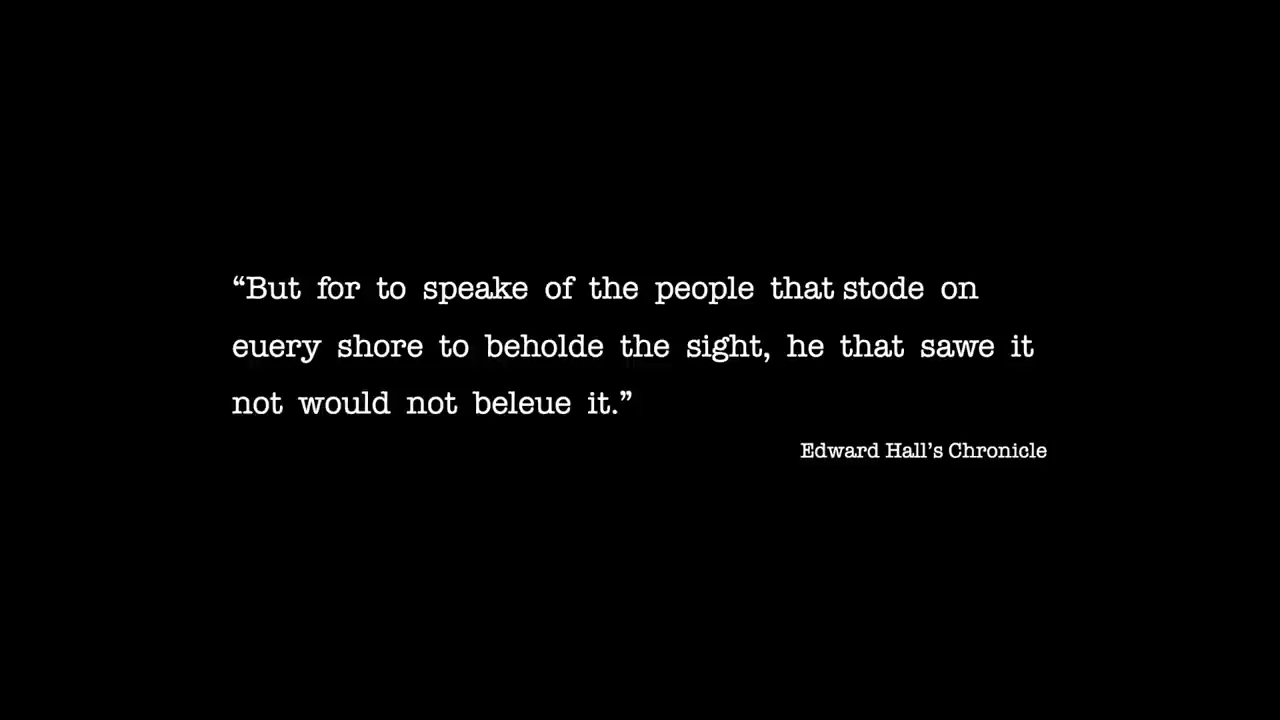 “But for to speake of the people that stode on
euery shore to beholde the sight, he that sawe it
not would not beleue it.”
Edward Hall’s Chronicle